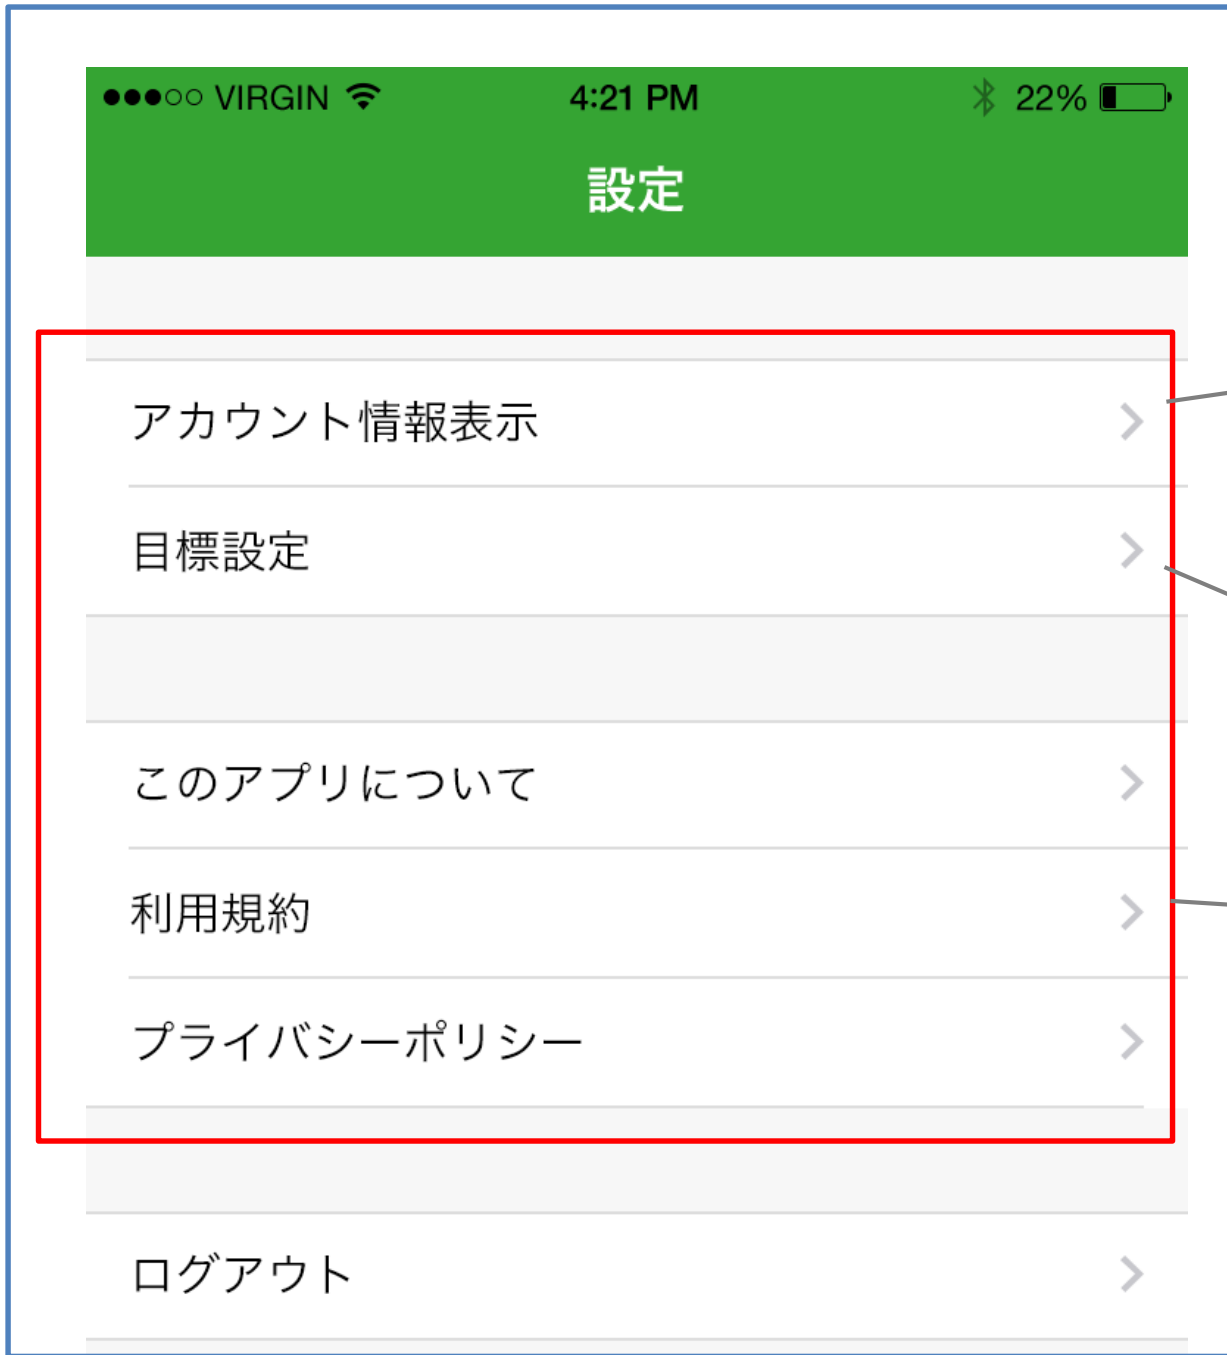 VIRGIN 4:21 PM 22%
設定
アカウント情報表示
目標設定
このアプリについて
利用規約
プライバシーポリシー
ログアウト